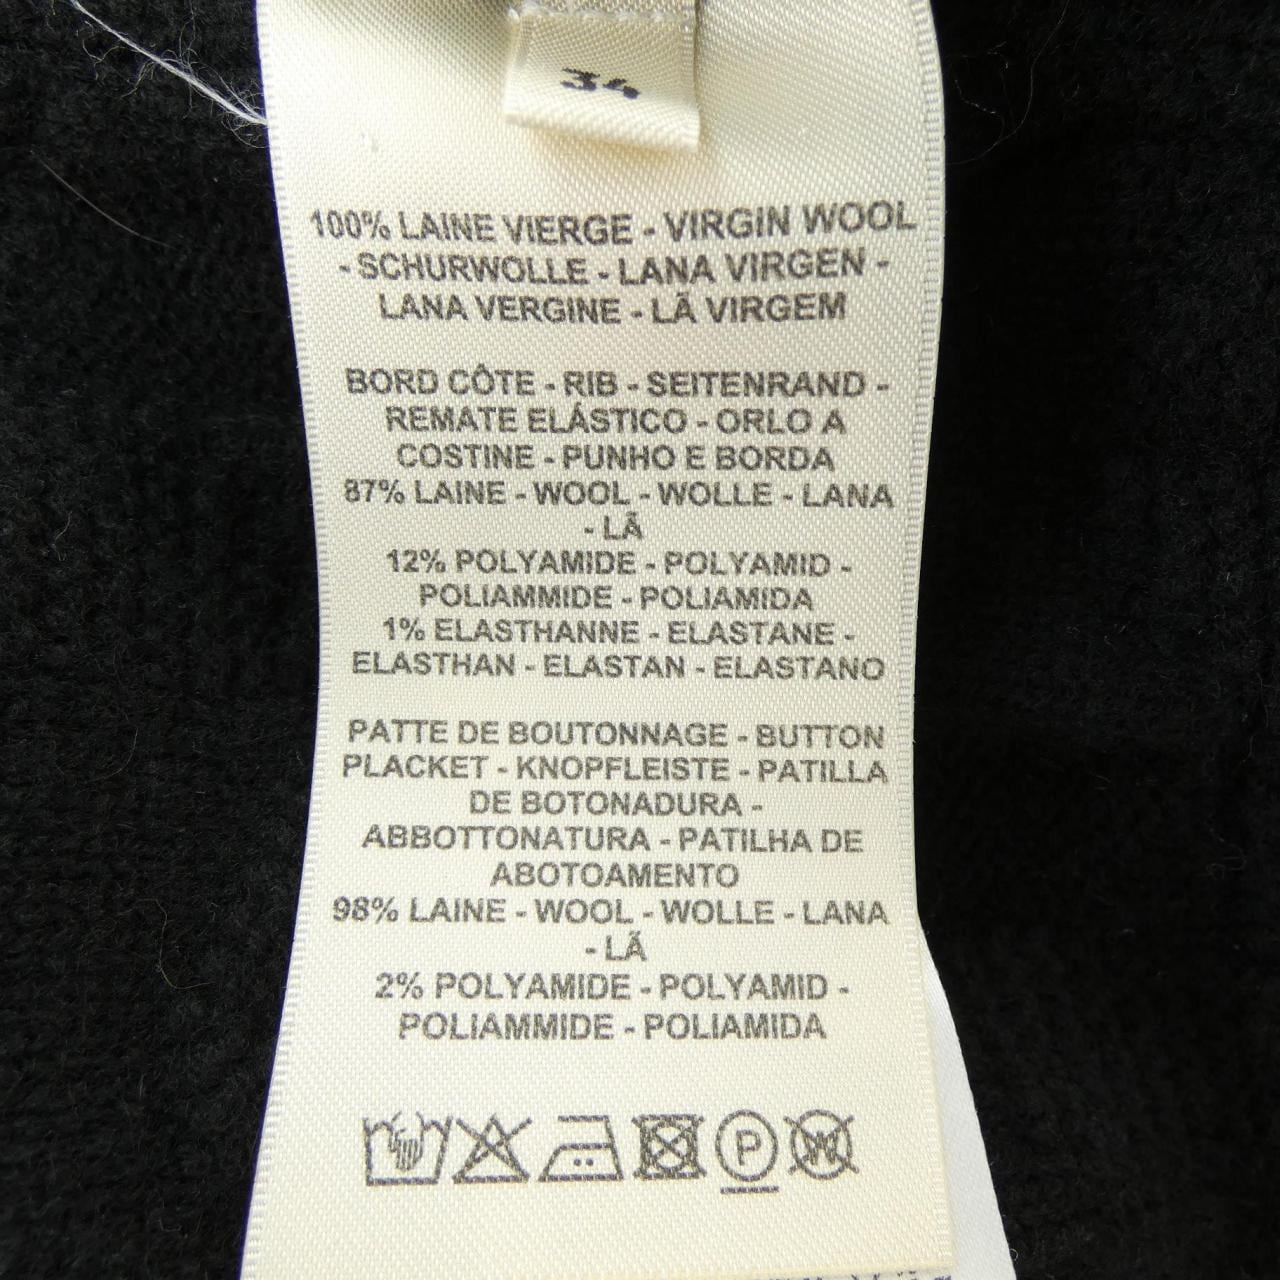 34
100% LAINE VIERGE - VIRGIN WOOL
- SCHURWOLLE - LANA VIRGEN -
LANA VERGINE - LÃ VIRGEM
BORD CÔTE - RIB - SEITENRAND -
REMATE ELÁSTICO - ORLO A
COSTINE - PUNHO E BORDA
87% LAINE - WOOL - WOLLE - LANA
- LÃ
12% POLYAMIDE - POLYAMID -
POLIAMMIDE - POLIAMIDA
1% ELASTHANNE - ELASTANE -
ELASTHAN - ELASTAN - ELASTANO
PATTE DE BOUTONNAGE - BUTTON
PLACKET - KNOPFLEISTE - PATILLA
DE BOTONADURA -
ABBOTTONATURA - PATILHA DE
ABOTOAMENTO
98% LAINE - WOOL - WOLLE - LANA
- LÃ
2% POLYAMIDE - POLYAMID -
POLIAMMIDE - POLIAMIDA
P W